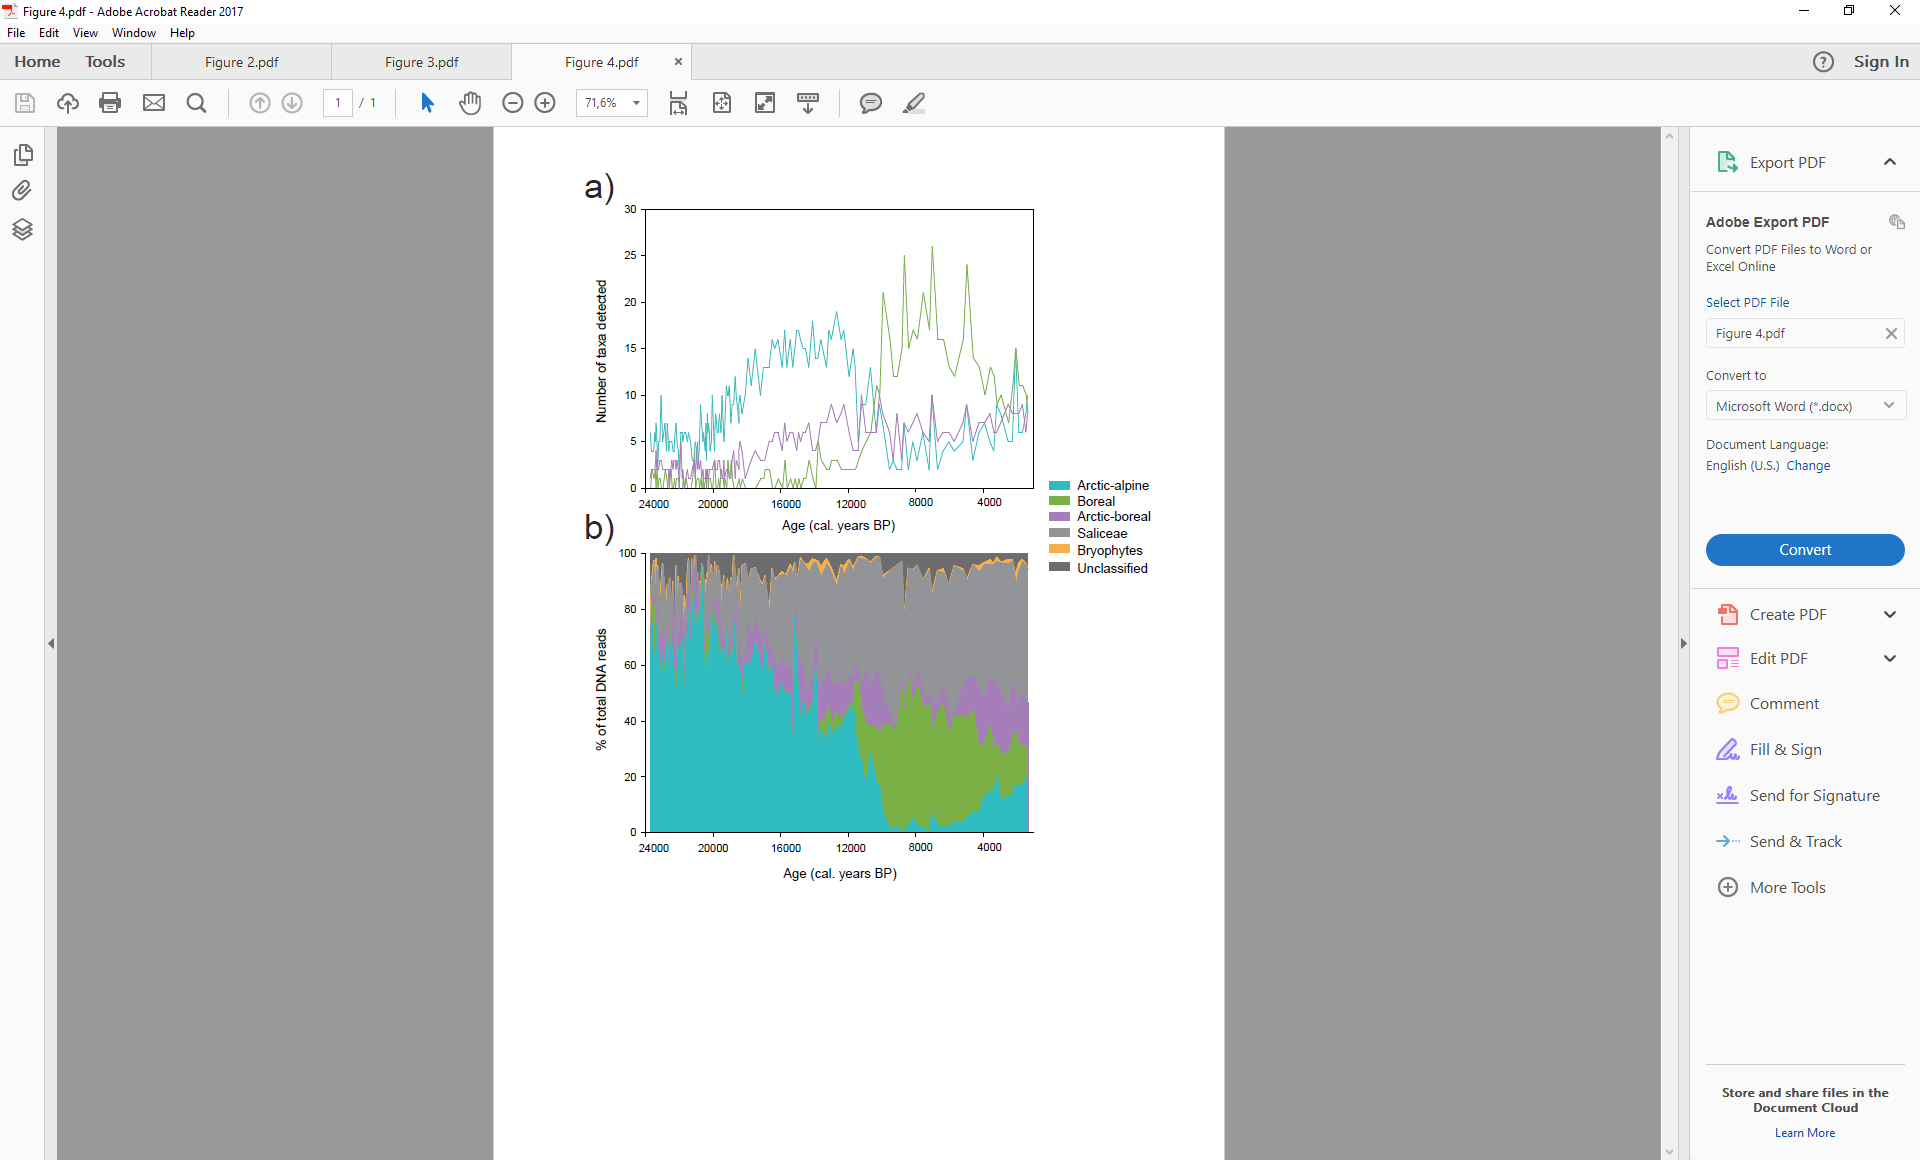 Figure 4.pdf - Adobe Acrobat Reader 2017
File Edit View Window Help
Home Tools Figure 2.pdf Figure 3.pdf Figure 4.pdf × ? Sign In
1 / 1 71,6%
a)
30
25
20
15
10
5
0
Number of taxa detected
24000 20000 16000 12000 8000 4000
Age (cal. years BP)
Arctic-alpine
Boreal
Arctic-boreal
Saliceae
Bryophytes
Unclassified
b)
100
80
60
40
20
0
% of total DNA reads
24000 20000 16000 12000 8000 4000
Age (cal. years BP)
Export PDF
Adobe Export PDF
Convert PDF Files to Word or
Excel Online
Select PDF File
Figure 4.pdf
Convert to
Microsoft Word (*.docx)
Document Language:
English (U.S.) Change
Convert
Create PDF
Edit PDF
Comment
Fill & Sign
Send for Signature
Send & Track
More Tools
Store and share files in the
Document Cloud
Learn More